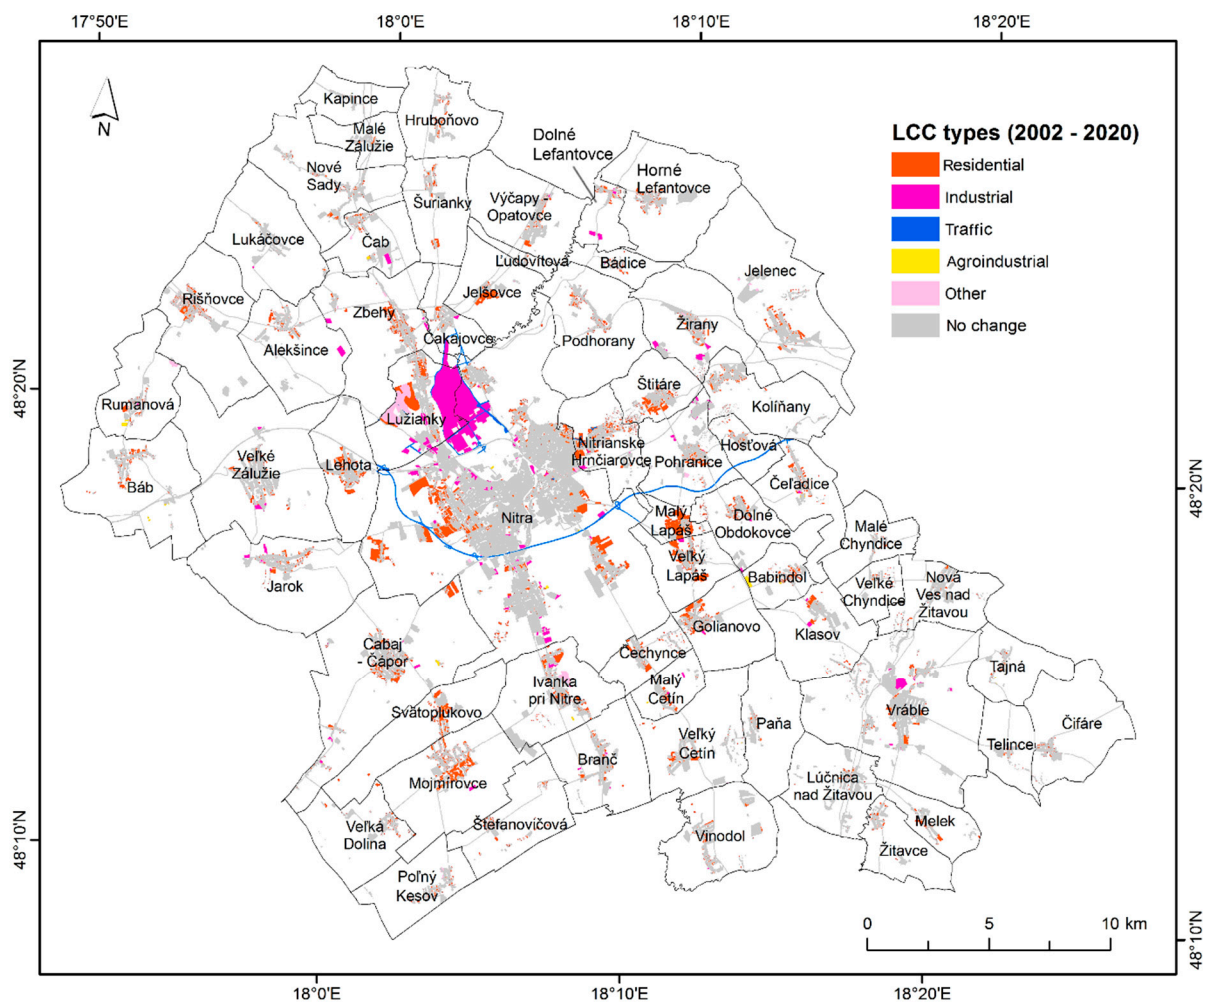 17°50'E
18°0'E
18°10'E
18°20'E
N
Kapince
Malé
Zálužie
Hruboňovo
Dolné
Lefantovce
Horné
Lefantovce
Nové
Sady
Šurianky
Výčapy -
Opatovce
Lukáčovce
Čab
Ľudovítová
Bádice
Jelenec
Rišňovce
Jelšovce
Zbehy
Čakajovce
Podhorany
Žirany
Alekšince
Rumanová
Lužianky
Štitáre
Kolíňany
Nitrianske
Hrnčiarovce
Hosťová
Pohranice
Báb
Veľké
Zálužie
Lehota
Čeľadice
Nitra
Malý
Lapáš
Dolné
Obdokovce
Malé
Chyndice
Veľký
Lapáš
Babindol
Veľké
Chyndice
Nová
Ves nad
Žitavou
Jarok
Golianovo
Klasov
Cabaj
- Čápor
Čechynce
Tajná
Ivanka
pri Nitre
Malý
Cetín
Svätoplukovo
Vráble
Paňa
Čifáre
Veľký
Cetín
Telince
Branč
Mojmírovce
Lúčnica
nad Žitavou
Veľká
Dolina
Štefanovičová
Vinodol
Melek
Žitavce
Poľný
Kesov
LCC types (2002 - 2020)
Residential
Industrial
Traffic
Agroindustrial
Other
No change
48°20'N
48°10'N
48°20'N
48°10'N
0
5
10 km
18°0'E
18°10'E
18°20'E